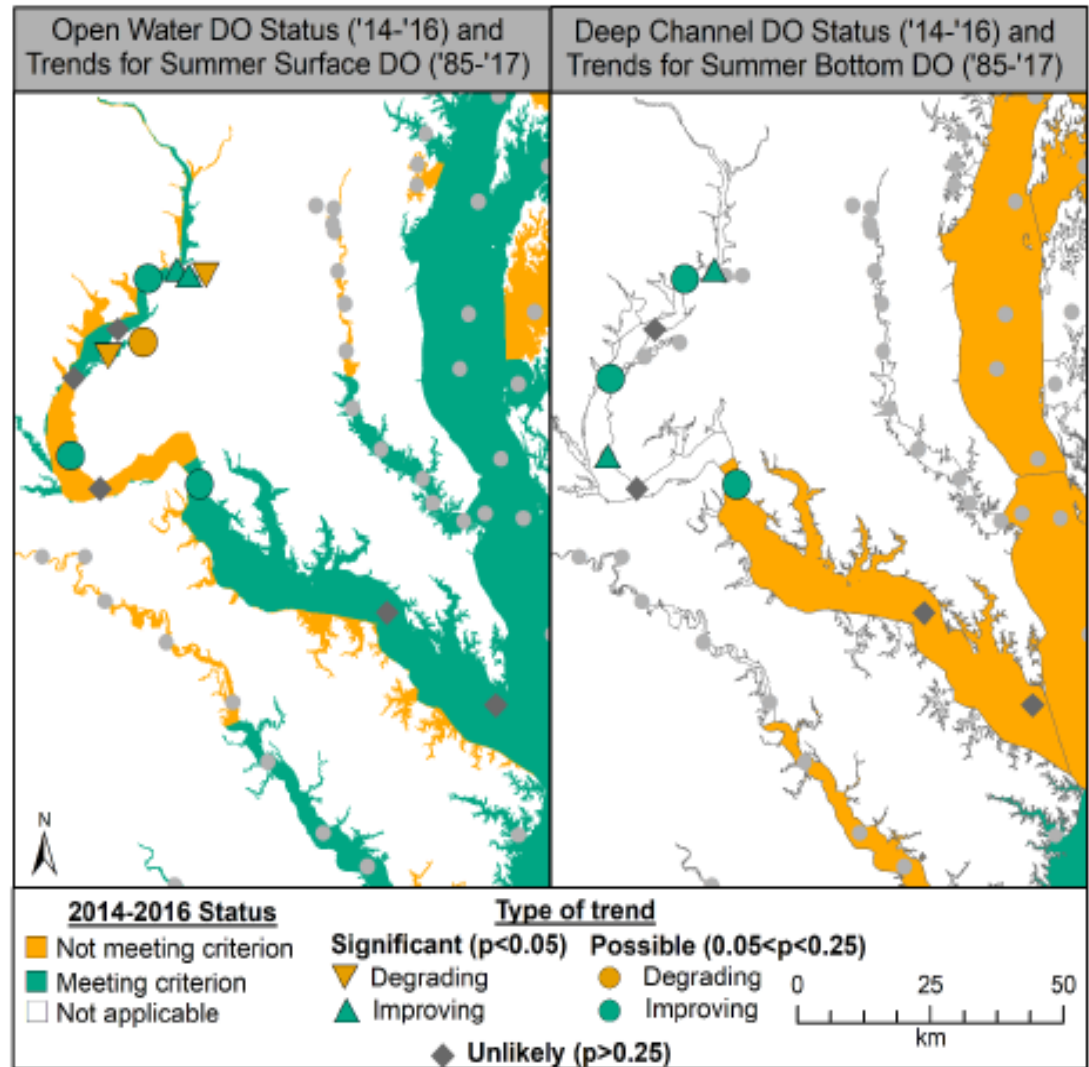 Open Water DO Status ('14-'16) and
Trends for Summer Surface DO ('85-'17)
Deep Channel DO Status ('14-'16) and
Trends for Summer Bottom DO ('85-'17)
N
2014-2016 Status
Not meeting criterion
Meeting criterion
Not applicable
Type of trend
Significant (p<0.05)
Degrading
Improving
Possible (0.05<p<0.25)
Degrading
Improving
Unlikely (p>0.25)
0 25 50
km